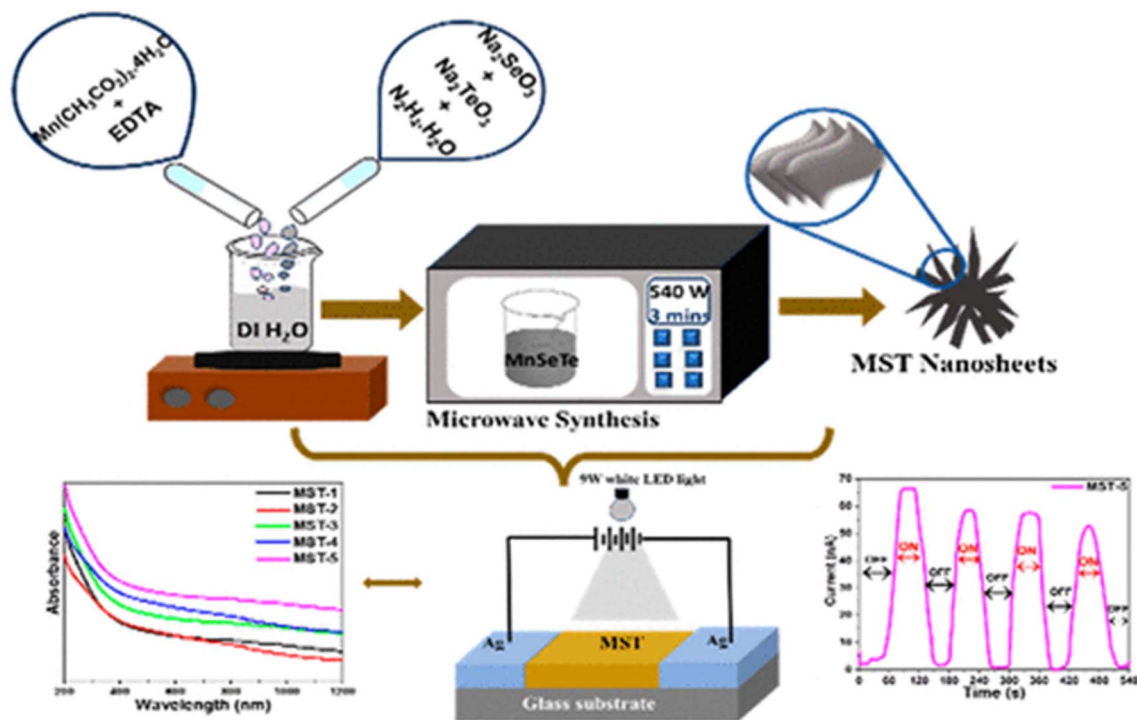 Mn(CH₃CO₂)₂.4H₂O
+
EDTA
Na₂SeO₃
+
Na₂TeO₃
+
N₂H₄.H₂O
DI H₂O
540 W
3 mins
MnSeTe
Microwave Synthesis
MST Nanosheets
9W white LED light
Ag
MST
Ag
Glass substrate
Absorbance
MST-1
MST-2
MST-3
MST-4
MST-5
200
400
600
800
1000
1200
Wavelength (nm)
Current (nA)
70
60
50
40
30
20
10
0
MST-5
OFF
ON
OFF
ON
OFF
ON
OFF
ON
OFF
0
60
120
180
240
300
360
420
480
540
Time (s)